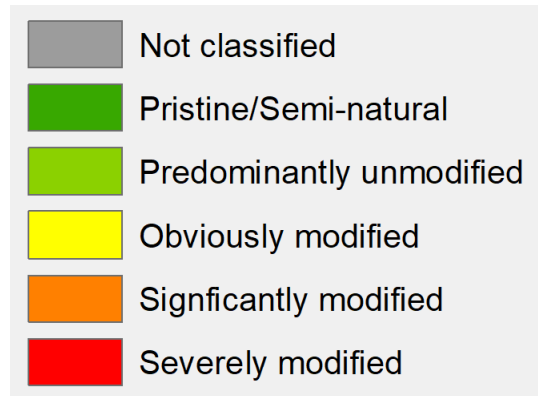 Not classified
Pristine/Semi-natural
Predominantly unmodified
Obviously modified
Signficantly modified
Severely modified